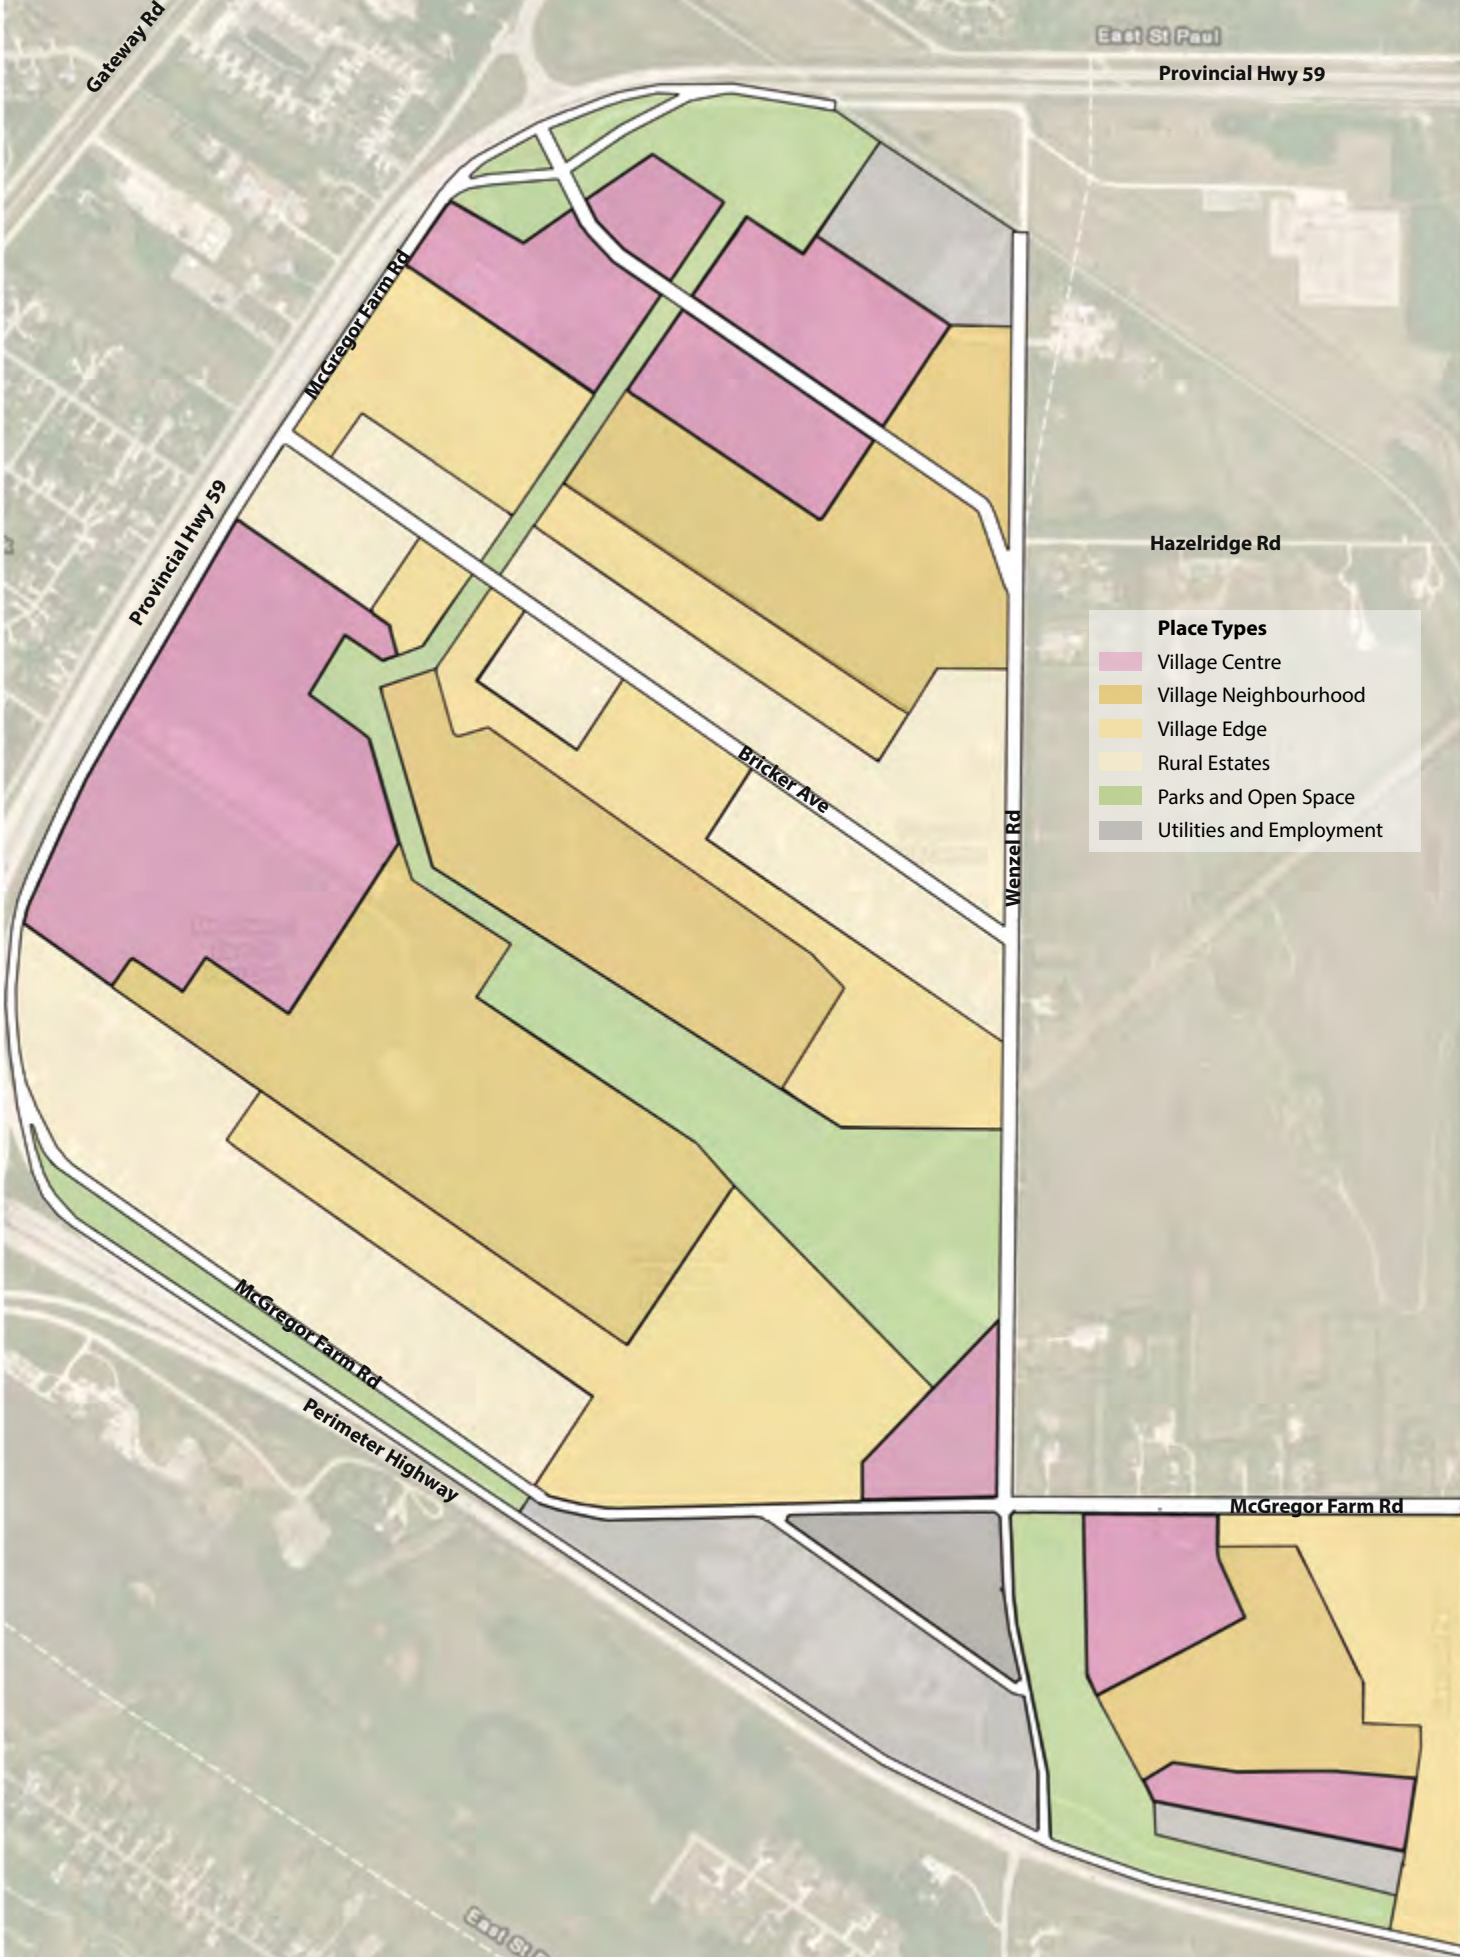 Gateway Rd
East St Paul
Provincial Hwy 59
McGregor Farm Rd
Provincial Hwy 59
Hazelridge Rd
Place Types
Village Centre
Village Neighbourhood
Village Edge
Rural Estates
Parks and Open Space
Utilities and Employment
Bricker Ave
Wenzel Rd
McGregor Farm Rd
Perimeter Highway
McGregor Farm Rd
East St P